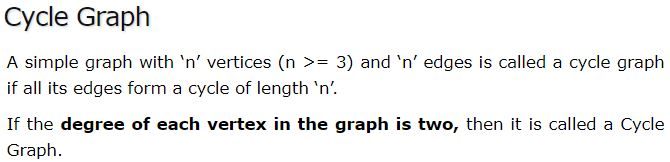 Cycle Graph
A simple graph with 'n' vertices (n >= 3) and 'n' edges is called a cycle graph
if all its edges form a cycle of length 'n'.
If the degree of each vertex in the graph is two, then it is called a Cycle
Graph.